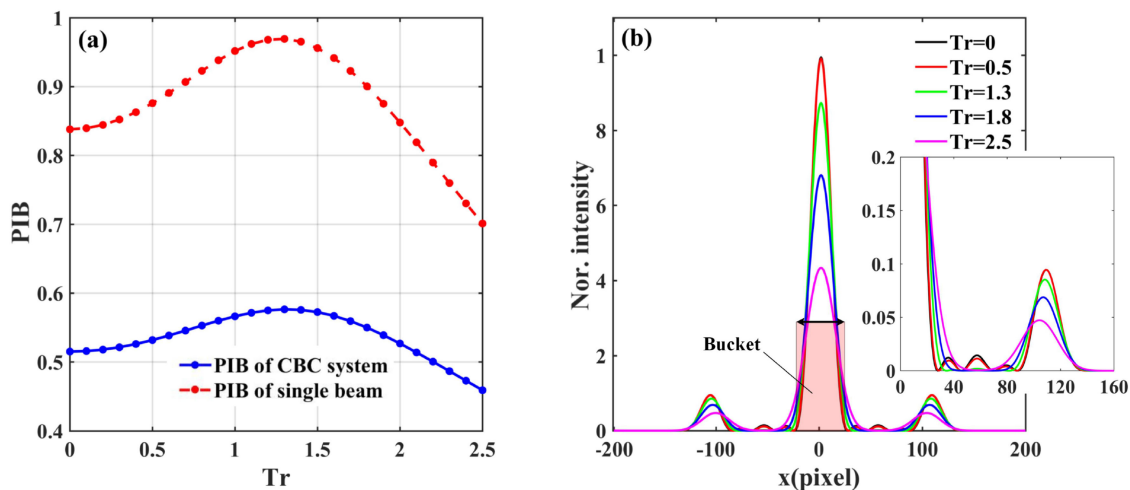 (a)
1
0.9
0.8
0.7
0.6
0.5
0.4
PIB
PIB of CBC system
PIB of single beam
0 0.5 1 1.5 2 2.5
Tr
(b)
1
8
6
4
2
0
Nor. intensity
Tr=0
Tr=0.5
Tr=1.3
Tr=1.8
Tr=2.5
Bucket
0.2
0.15
0.1
0.05
0
0 40 80 120 160
-200 -100 0 100 200
x(pixel)